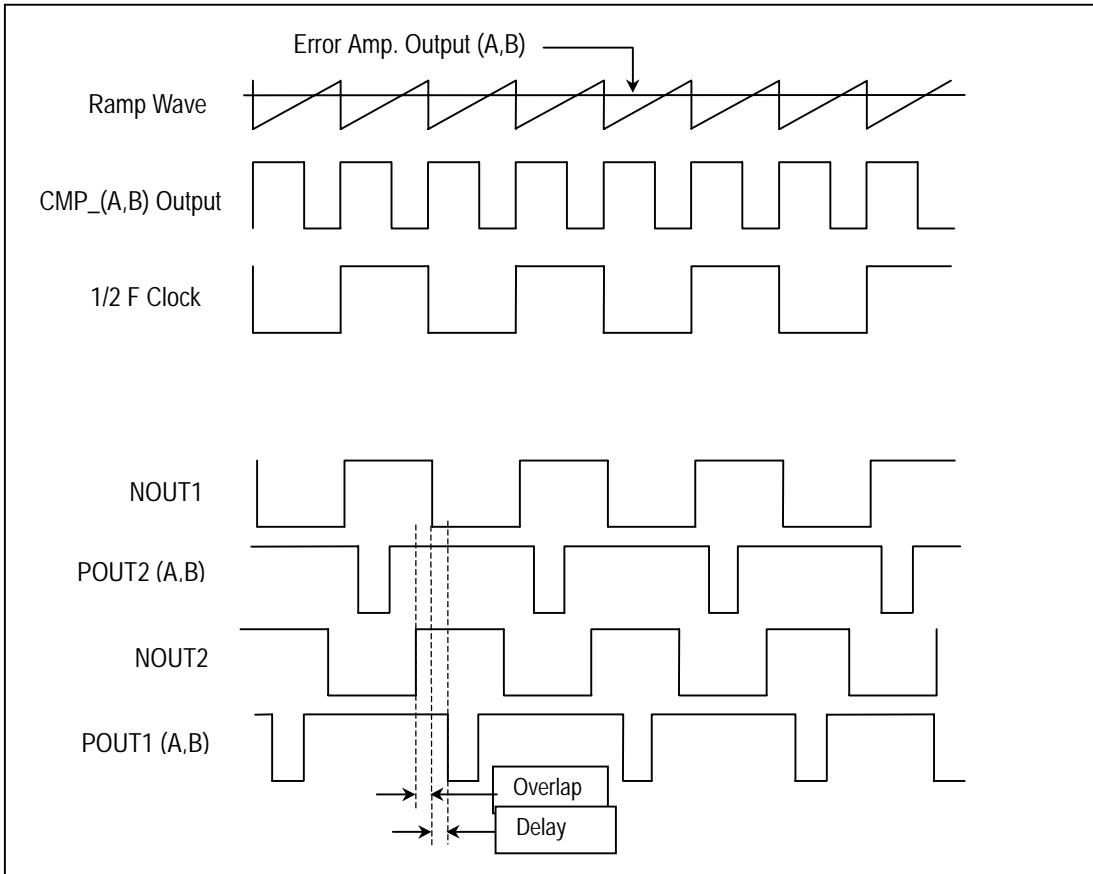 Error Amp. Output (A,B)
Ramp Wave
CMP_(A,B) Output
1/2 F Clock
NOUT1
POUT2 (A,B)
NOUT2
POUT1 (A,B)
Overlap
Delay